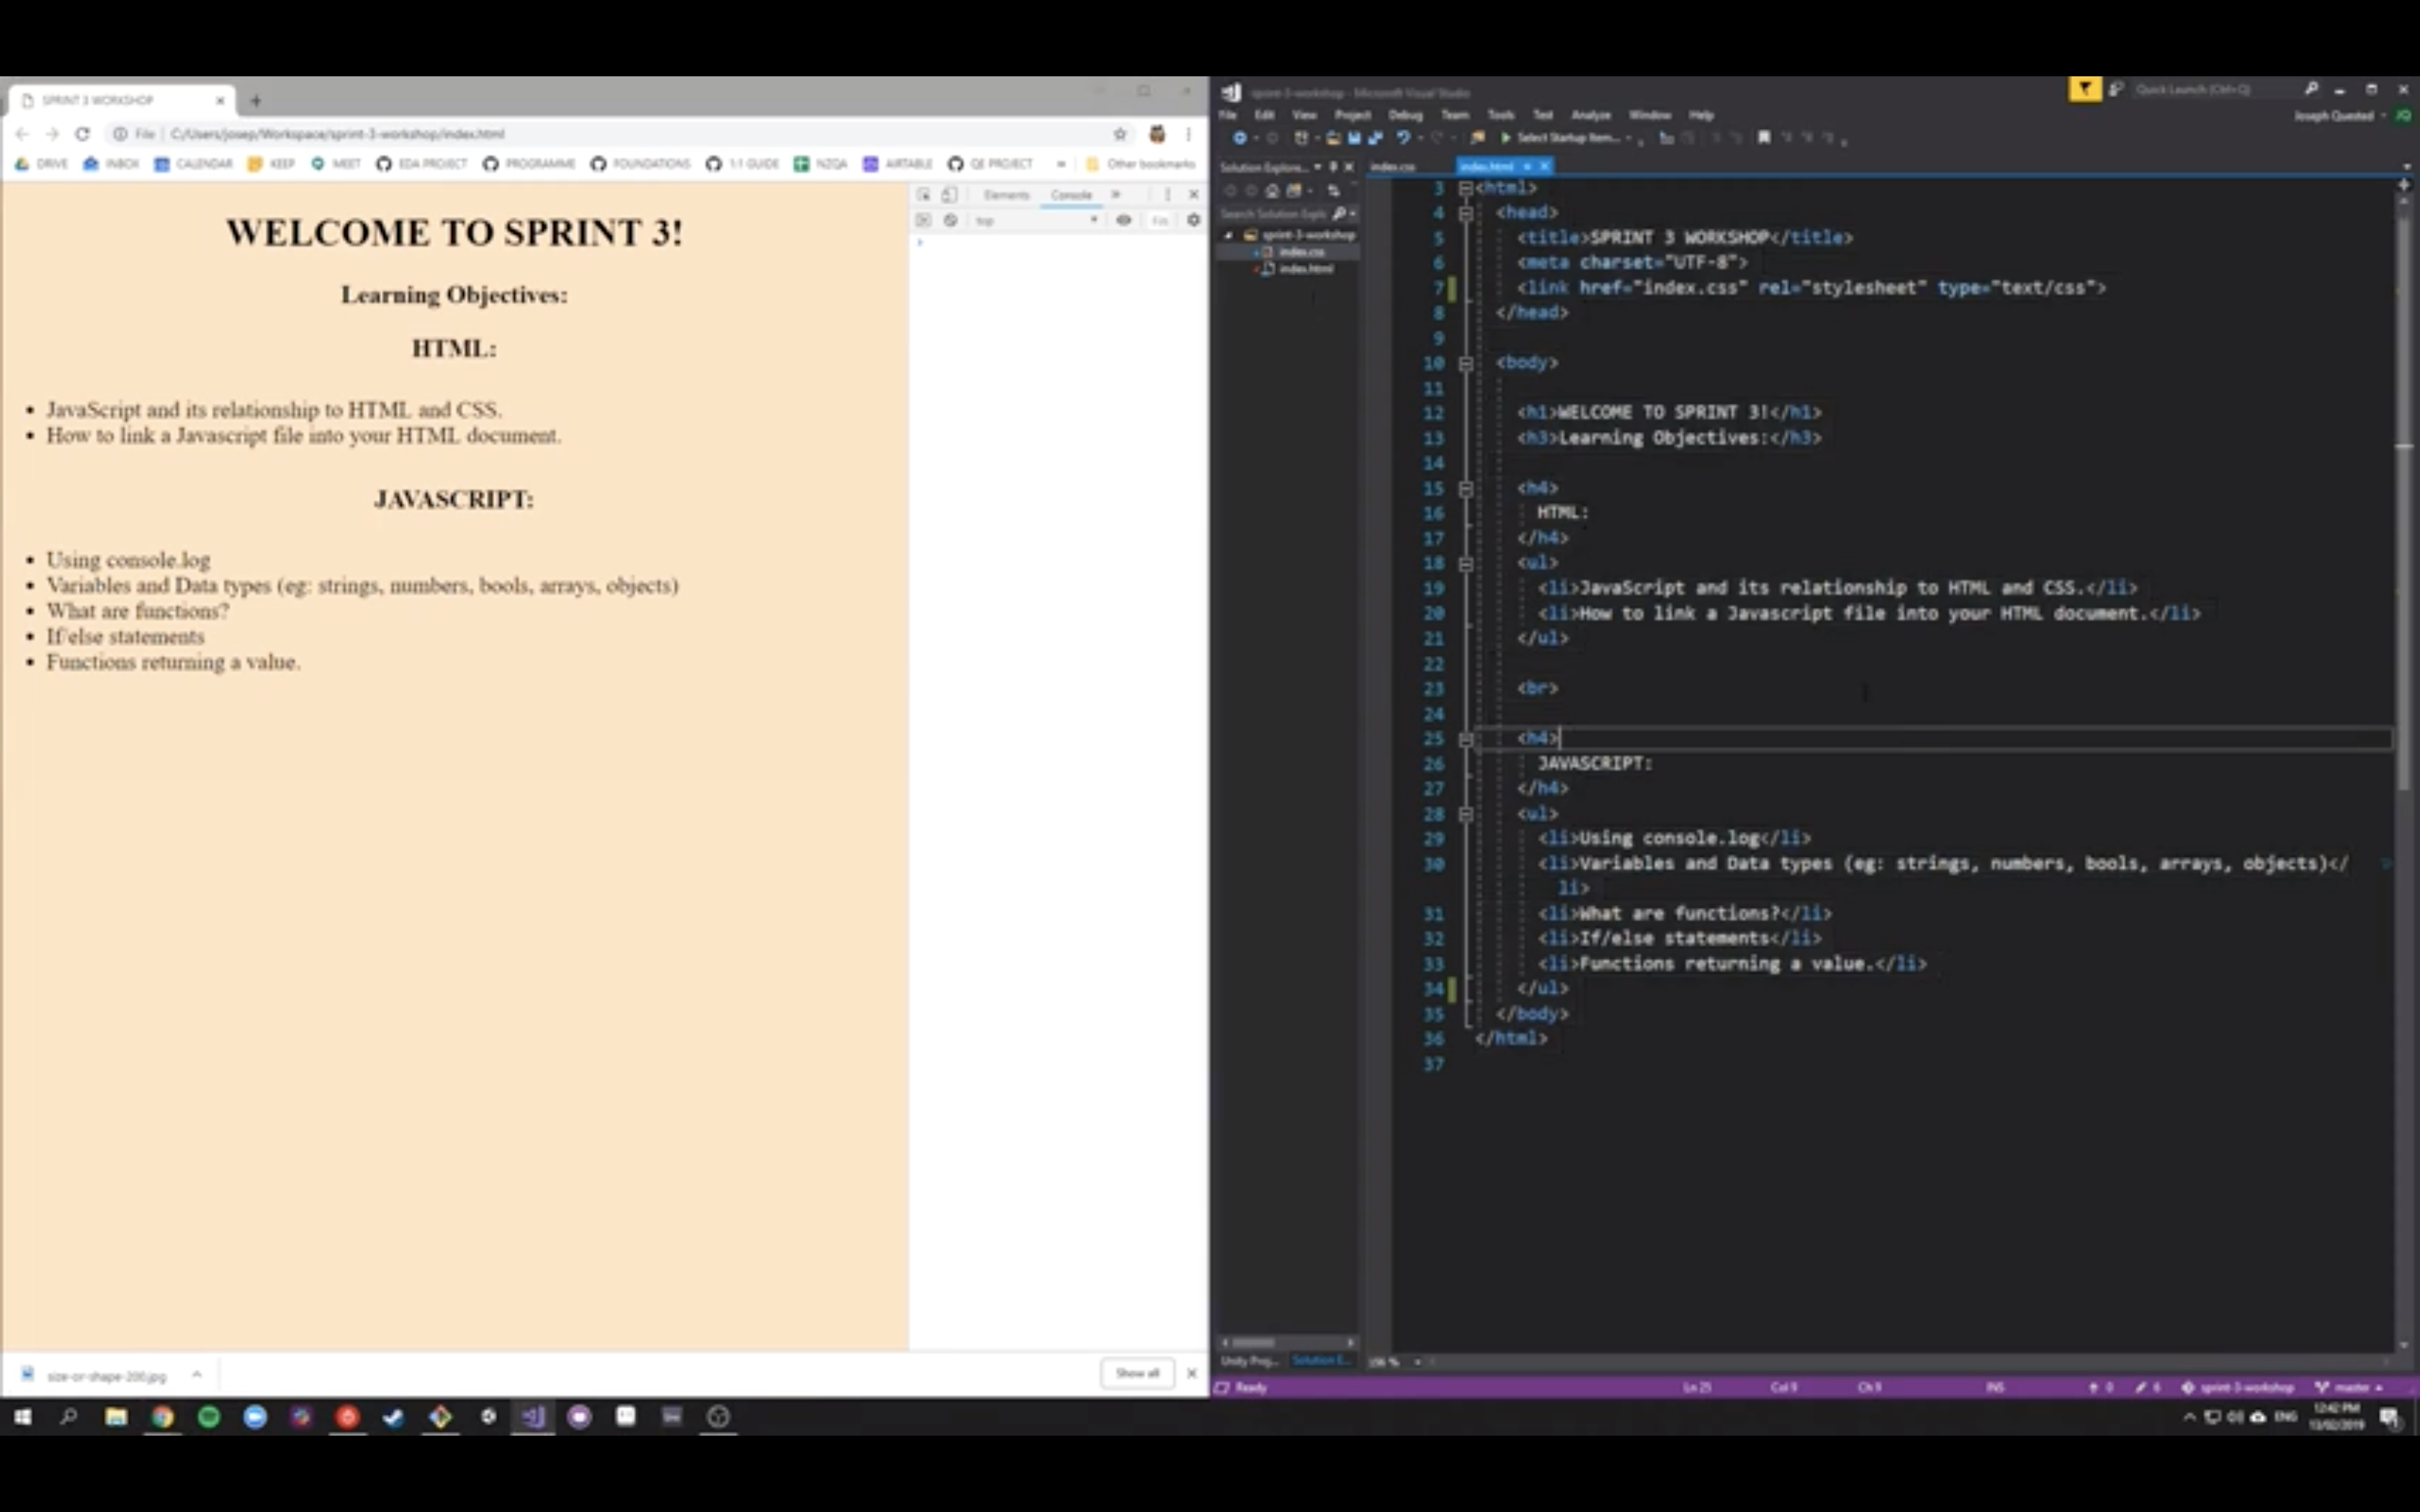 SPRINT 3 WORKSHOP
File | C:/Users/josep/Workspace/sprint-3-workshop/index.html
DRIVE INBOX CALENDAR KEEP MEET EDA PROJECT PROGRAMME FOUNDATIONS 1:1 GUIDE NZQA AIRTABLE QE PROJECT » Other bookmarks
WELCOME TO SPRINT 3!
Learning Objectives:
HTML:
• JavaScript and its relationship to HTML and CSS.
• How to link a Javascript file into your HTML document.
JAVASCRIPT:
• Using console.log
• Variables and Data types (eg: strings, numbers, bools, arrays, objects)
• What are functions?
• If/else statements
• Functions returning a value.
Elements Console »
top
size-or-shape-200.jpg
Show all
sprint-3-workshop - Microsoft Visual Studio
Quick Launch (Ctrl+Q)
File Edit View Project Debug Team Tools Test Analyze Window Help
Joseph Quested
Select Startup Item...
Solution Explore...
Search Solution Explo
sprint-3-workshop
index.css
index.html
index.css index.html
3 <html>
4 <head>
5 <title>SPRINT 3 WORKSHOP</title>
6 <meta charset="UTF-8">
7 <link href="index.css" rel="stylesheet" type="text/css">
8 </head>
9
10 <body>
11
12 <h1>WELCOME TO SPRINT 3!</h1>
13 <h3>Learning Objectives:</h3>
14
15 <h4>
16 HTML:
17 </h4>
18 <ul>
19 <li>JavaScript and its relationship to HTML and CSS.</li>
20 <li>How to link a Javascript file into your HTML document.</li>
21 </ul>
22
23 <br>
24
25 <h4>
26 JAVASCRIPT:
27 </h4>
28 <ul>
29 <li>Using console.log</li>
30 <li>Variables and Data types (eg: strings, numbers, bools, arrays, objects)</
li>
31 <li>What are functions?</li>
32 <li>If/else statements</li>
33 <li>Functions returning a value.</li>
34 </ul>
35 </body>
36 </html>
37
Unity Proj... Solution E...
Ready Ln 25 Col 9 Ch 9 INS 0 6 sprint-3-workshop master
ENG
12:42 PM
13/02/2019